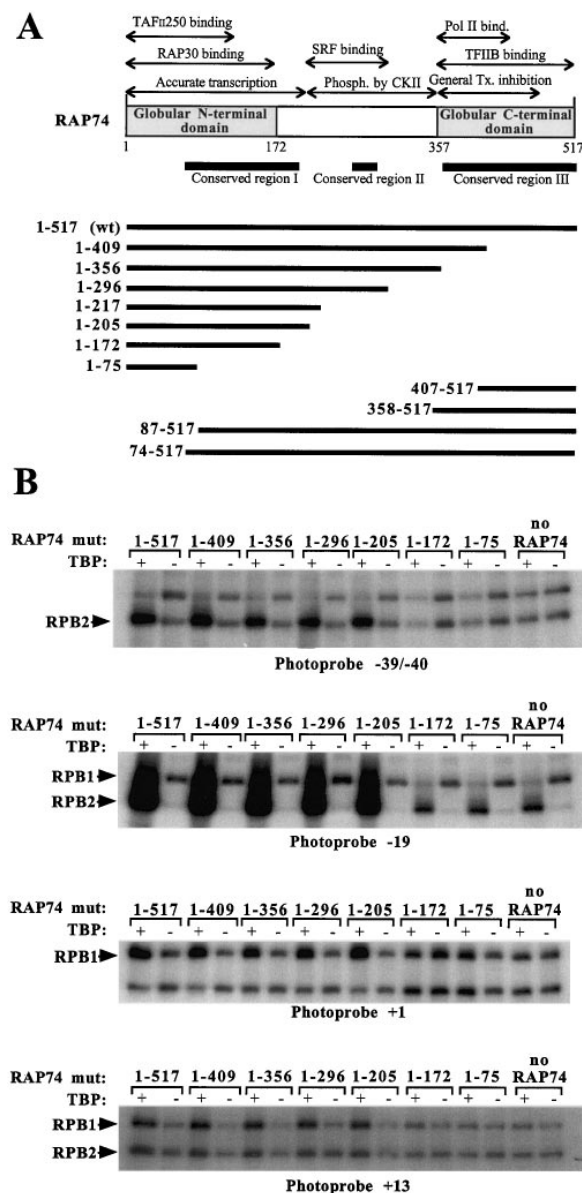 A
TAFII250 binding
Pol II bind.
RAP30 binding
SRF binding
TFIIB binding
Accurate transcription
Phosph. by CKII
General Tx. inhibition
RAP74
Globular N-terminal domain
Globular C-terminal domain
1
172
357
517
Conserved region I
Conserved region II
Conserved region III
1-517 (wt)
1-409
1-356
1-296
1-217
1-205
1-172
1-75
407-517
358-517
87-517
74-517
B
RAP74 mut: 1-517 1-409 1-356 1-296 1-205 1-172 1-75 no RAP74
TBP: + - + - + - + - + - + - + - + -
RPB2
Photoprobe -39/-40
RAP74 mut: 1-517 1-409 1-356 1-296 1-205 1-172 1-75 no RAP74
TBP: + - + - + - + - + - + - + - + -
RPB1
RPB2
Photoprobe -19
RAP74 mut: 1-517 1-409 1-356 1-296 1-205 1-172 1-75 no RAP74
TBP: + - + - + - + - + - + - + - + -
RPB1
Photoprobe +1
RAP74 mut: 1-517 1-409 1-356 1-296 1-205 1-172 1-75 no RAP74
TBP: + - + - + - + - + - + - + - + -
RPB1
RPB2
Photoprobe +13